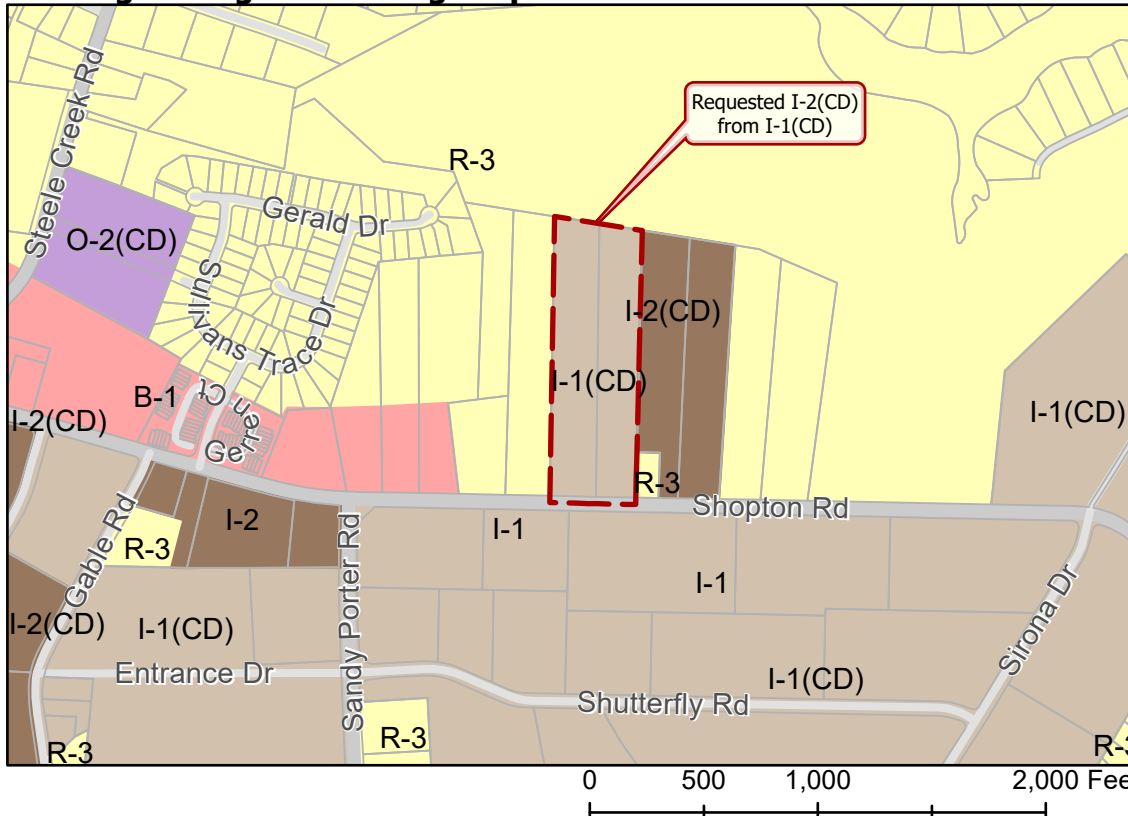 Steele Creek Rd
Requested I-2(CD)
from I-1(CD)
R-3
Gerald Dr
O-2(CD)
Sullivans Trace Dr
I-2(CD)
I-1(CD)
B-1
Gerren Ct
I-2(CD)
I-1(CD)
R-3
Shopton Rd
I-2
I-1
Gable Rd
R-3
Sandy Porter Rd
I-1
Sirona Dr
I-2(CD)
I-1(CD)
Entrance Dr
I-1(CD)
Shutterfly Rd
R-3
R-3
0 500 1,000 2,000